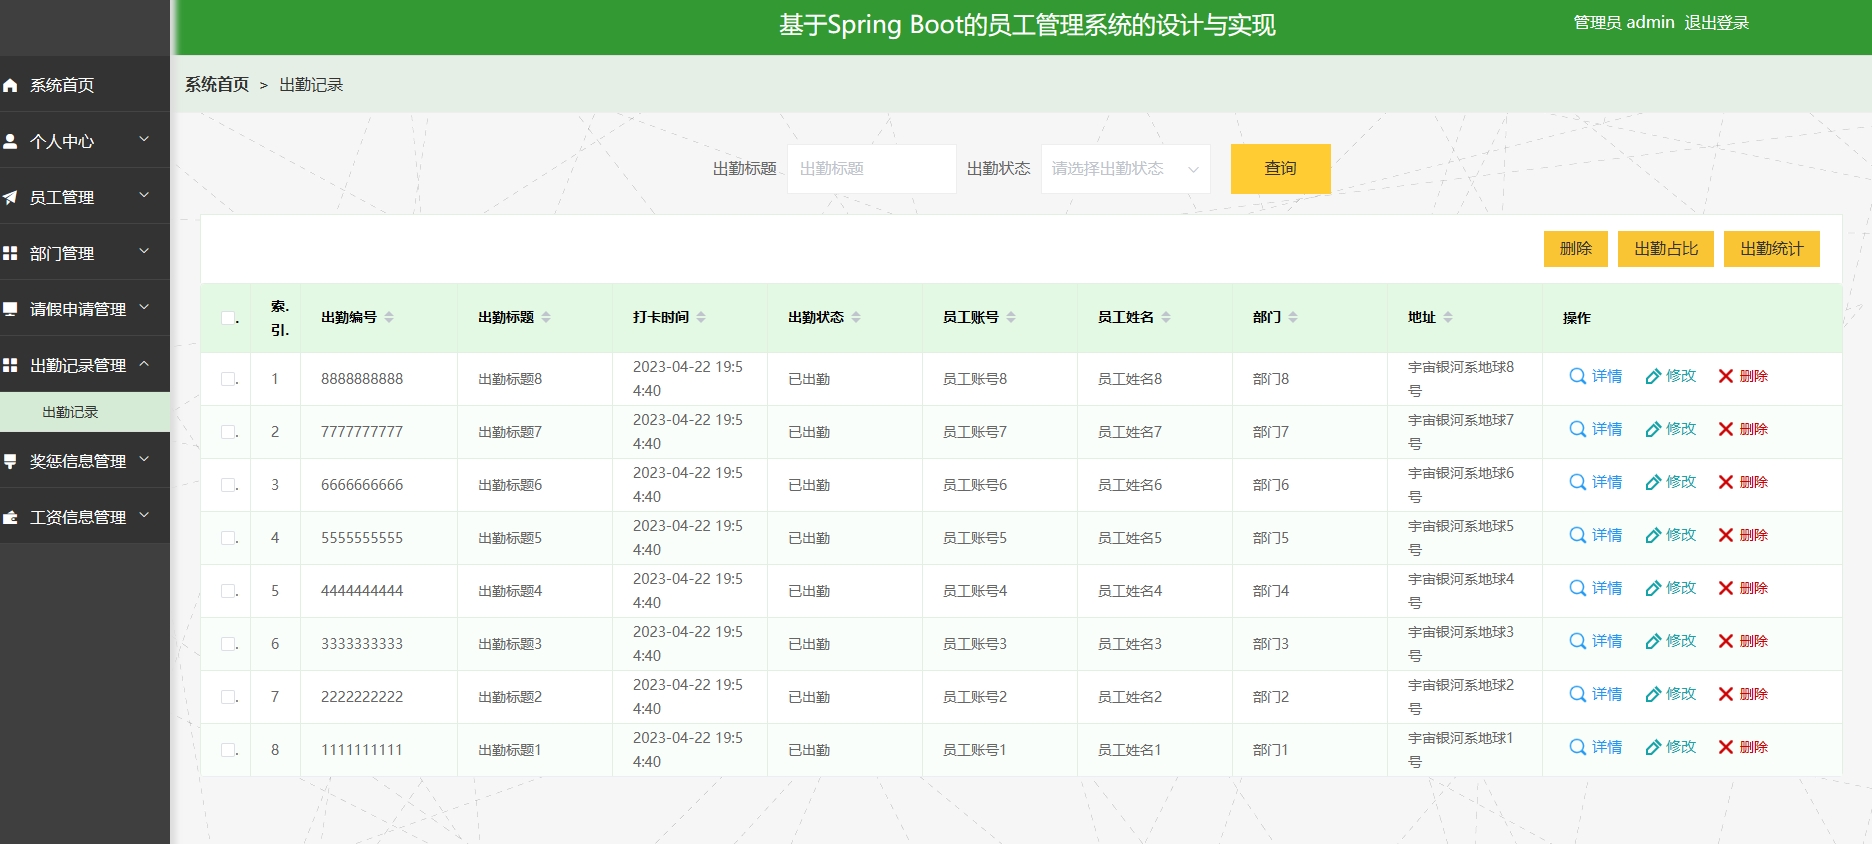 基于Spring Boot的员工管理系统的设计与实现
管理员 admin 退出登录
系统首页
个人中心
员工管理
部门管理
请假申请管理
出勤记录管理
出勤记录
奖惩信息管理
工资信息管理
系统首页 > 出勤记录
出勤标题 出勤标题 出勤状态 请选择出勤状态 查询
删除 出勤占比 出勤统计
. 索. 出勤编号 出勤标题 打卡时间 出勤状态 员工账号 员工姓名 部门 地址 操作
引.
. 1 8888888888 出勤标题8 2023-04-22 19:5 已出勤 员工账号8 员工姓名8 部门8 宇宙银河系地球8 详情 修改 删除
4:40 号
. 2 7777777777 出勤标题7 2023-04-22 19:5 已出勤 员工账号7 员工姓名7 部门7 宇宙银河系地球7 详情 修改 删除
4:40 号
. 3 6666666666 出勤标题6 2023-04-22 19:5 已出勤 员工账号6 员工姓名6 部门6 宇宙银河系地球6 详情 修改 删除
4:40 号
. 4 5555555555 出勤标题5 2023-04-22 19:5 已出勤 员工账号5 员工姓名5 部门5 宇宙银河系地球5 详情 修改 删除
4:40 号
. 5 4444444444 出勤标题4 2023-04-22 19:5 已出勤 员工账号4 员工姓名4 部门4 宇宙银河系地球4 详情 修改 删除
4:40 号
. 6 3333333333 出勤标题3 2023-04-22 19:5 已出勤 员工账号3 员工姓名3 部门3 宇宙银河系地球3 详情 修改 删除
4:40 号
. 7 2222222222 出勤标题2 2023-04-22 19:5 已出勤 员工账号2 员工姓名2 部门2 宇宙银河系地球2 详情 修改 删除
4:40 号
. 8 1111111111 出勤标题1 2023-04-22 19:5 已出勤 员工账号1 员工姓名1 部门1 宇宙银河系地球1 详情 修改 删除
4:40 号